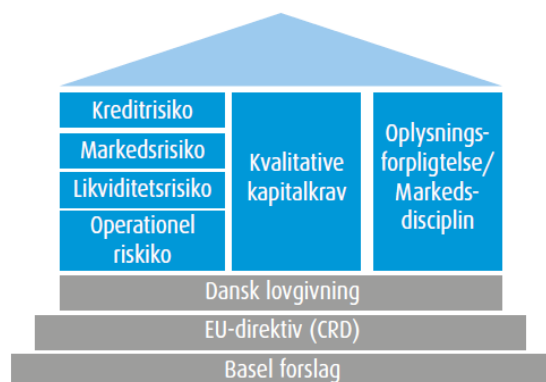 Kreditrisiko
Markedsrisiko
Likviditetsrisiko
Operationel
riskiko
Kvalitative
kapitalkrav
Oplysnings-
forpligtelse/
Markeds-
disciplin
Dansk lovgivning
EU-direktiv (CRD)
Basel forslag